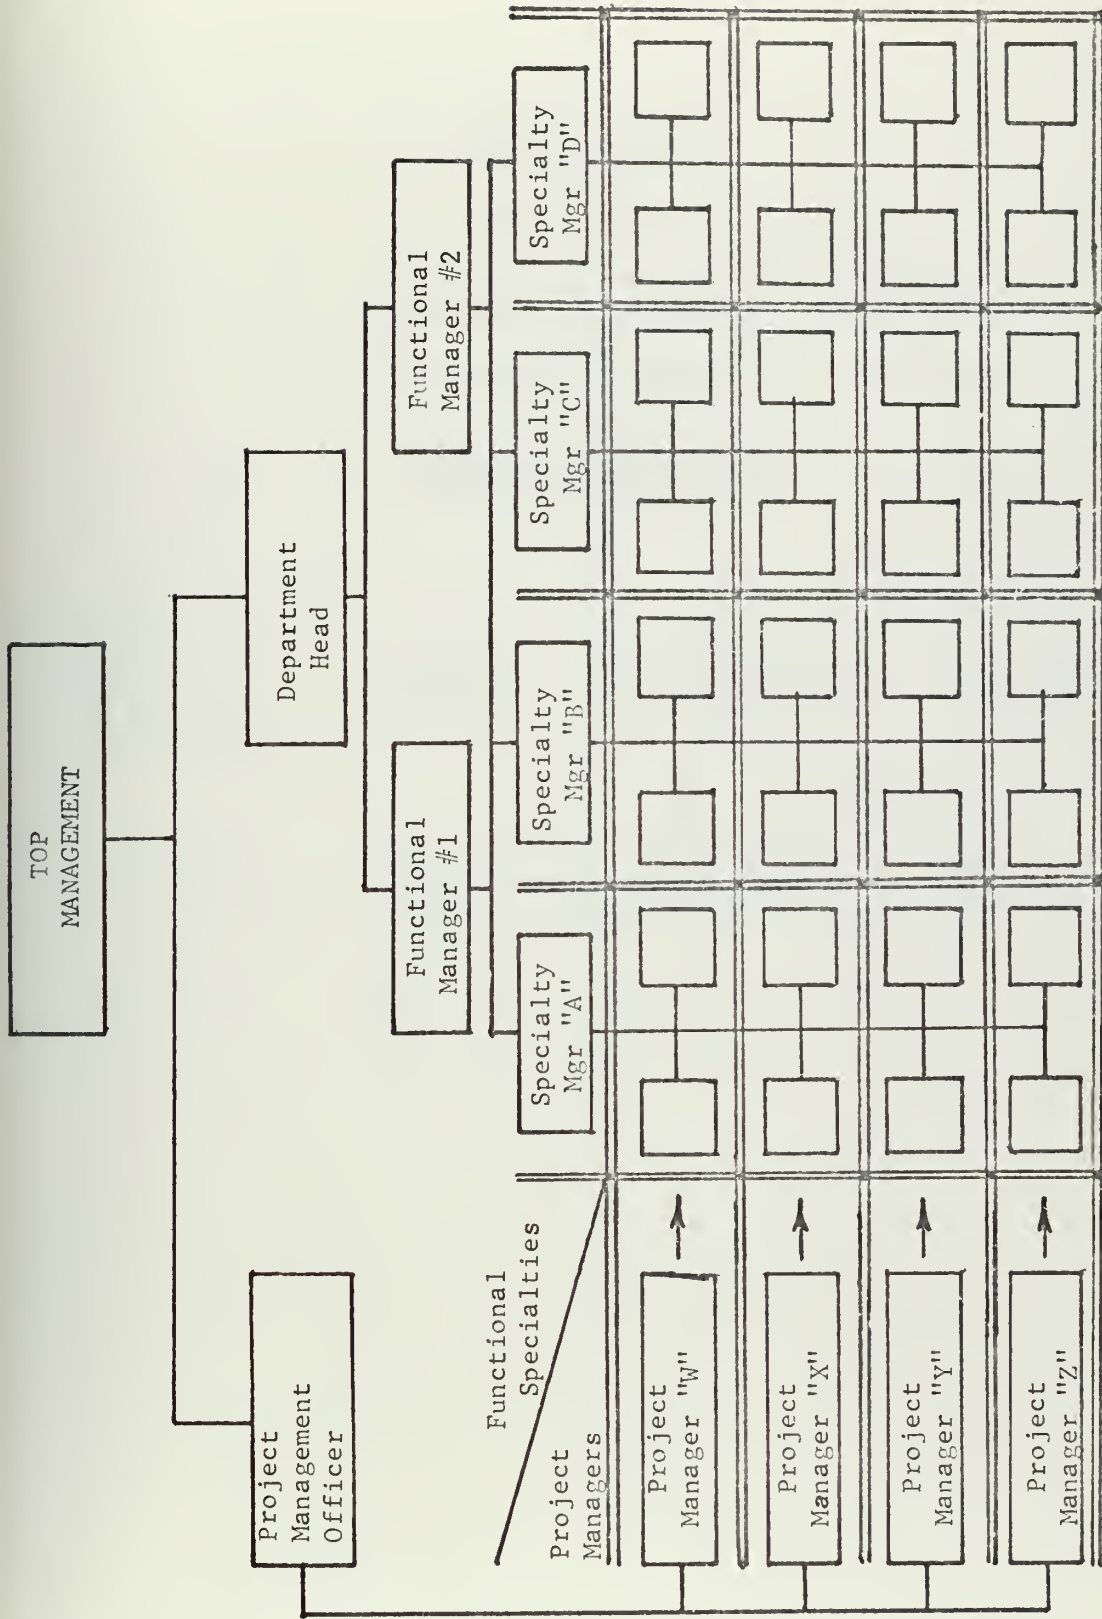 TOP
MANAGEMENT
Project
Management
Officer
Department
Head
Functional
Manager #1
Functional
Manager #2
Functional
Specialties
Project
Managers
Specialty
Mgr "A"
Specialty
Mgr "B"
Specialty
Mgr "C"
Specialty
Mgr "D"
Project
Manager "W"
Project
Manager "X"
Project
Manager "Y"
Project
Manager "Z"